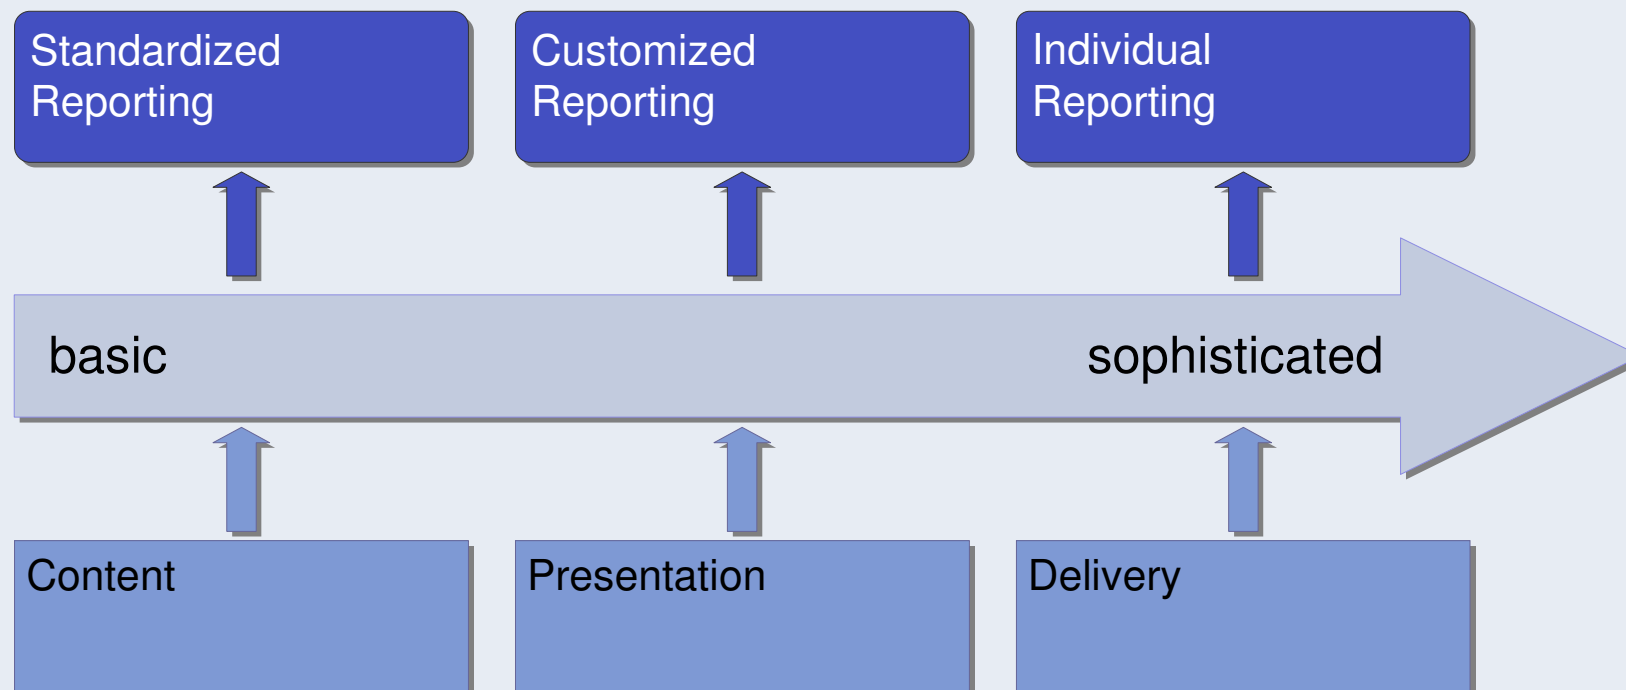 Standardized
Reporting
Customized
Reporting
Individual
Reporting
basic
sophisticated
Content
Presentation
Delivery